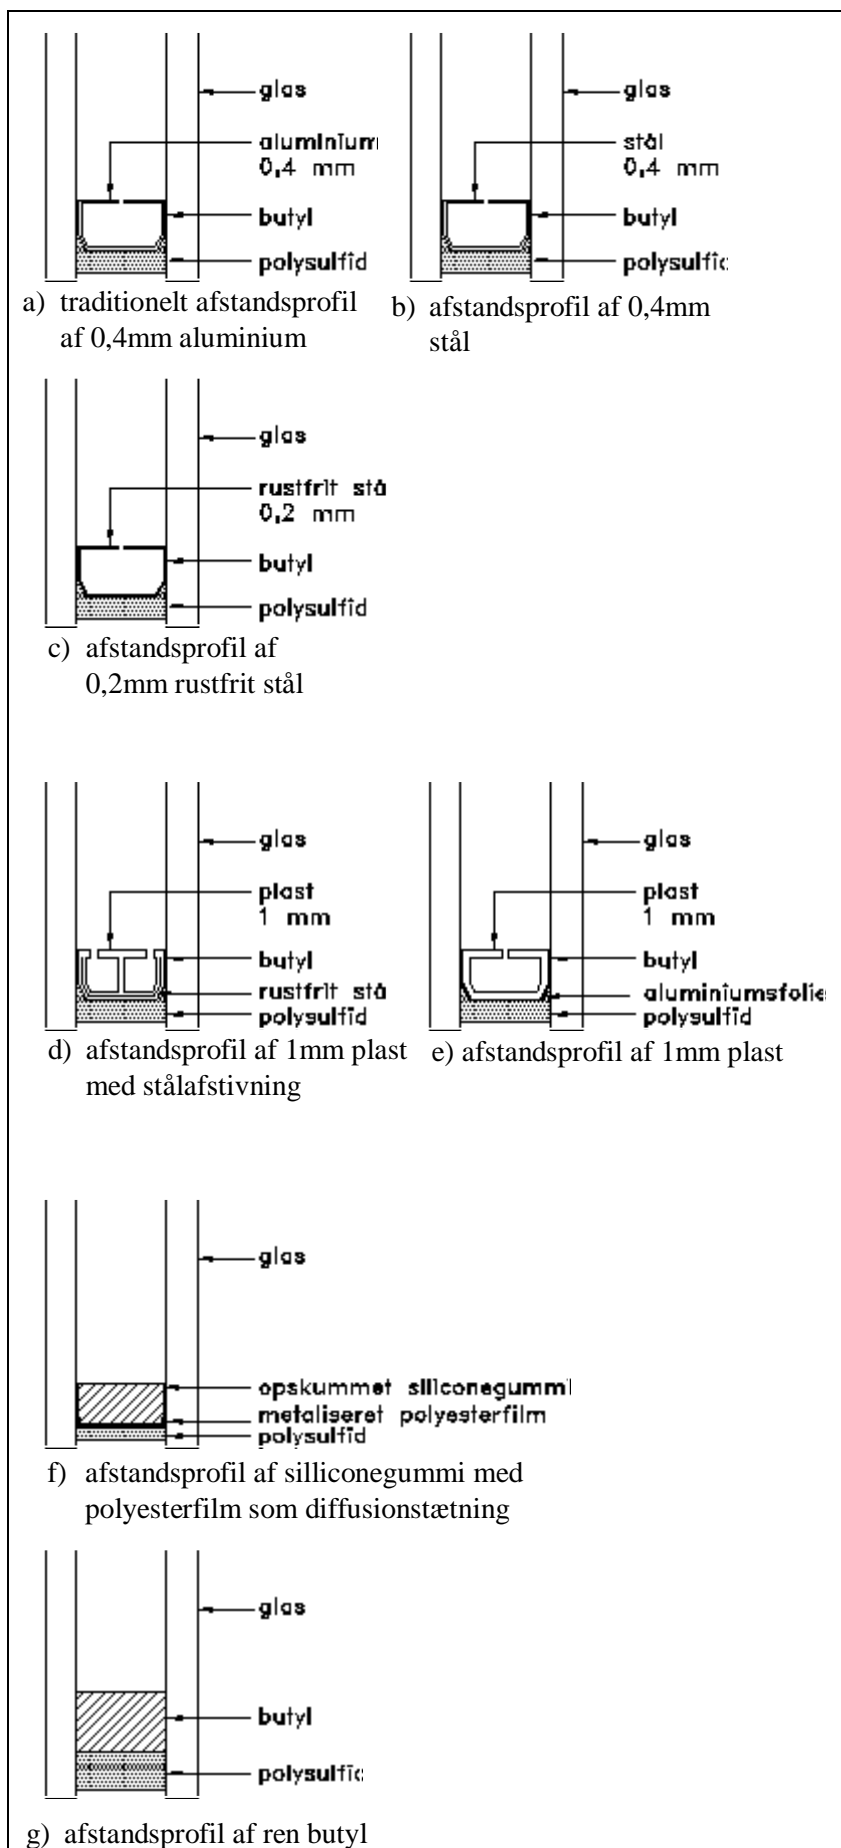 glas
aluminium
0,4 mm
butyl
polysulfid
a) traditionelt afstandsprofil
af 0,4mm aluminium
glas
stål
0,4 mm
butyl
polysulfid
b) afstandsprofil af 0,4mm
stål
glas
rustfrit stå
0,2 mm
butyl
polysulfid
c) afstandsprofil af
0,2mm rustfrit stål
glas
plast
1 mm
butyl
rustfrit stå
polysulfid
d) afstandsprofil af 1mm plast
med stålafstivning
glas
plast
1 mm
butyl
aluminiumsfolie
polysulfid
e) afstandsprofil af 1mm plast
glas
opskummet siliconegummi
metaliseret polyesterfilm
polysulfid
f) afstandsprofil af silliconegummi med
polyesterfilm som diffusionstætning
glas
butyl
polysulfid
g) afstandsprofil af ren butyl